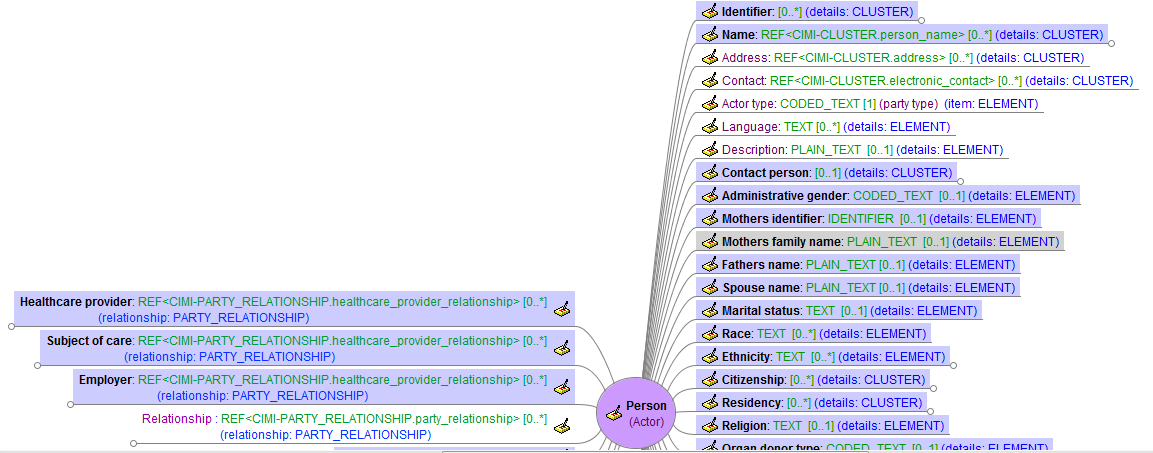 Identifier: [0..*] (details: CLUSTER)
Name: REF<CIMI-CLUSTER.person_name> [0..*] (details: CLUSTER)
Address: REF<CIMI-CLUSTER.address> [0..*] (details: CLUSTER)
Contact: REF<CIMI-CLUSTER.electronic_contact> [0..*] (details: CLUSTER)
Actor type: CODED_TEXT [1] (party type) (item: ELEMENT)
Language: TEXT [0..*] (details: ELEMENT)
Description: PLAIN_TEXT [0..1] (details: ELEMENT)
Contact person: [0..1] (details: CLUSTER)
Administrative gender: CODED_TEXT [0..1] (details: ELEMENT)
Mothers identifier: IDENTIFIER [0..1] (details: ELEMENT)
Mothers family name: PLAIN_TEXT [0..1] (details: ELEMENT)
Fathers name: PLAIN_TEXT [0..1] (details: ELEMENT)
Spouse name: PLAIN_TEXT [0..1] (details: ELEMENT)
Marital status: TEXT [0..1] (details: ELEMENT)
Race: TEXT [0..*] (details: ELEMENT)
Ethnicity: TEXT [0..*] (details: ELEMENT)
Citizenship: [0..*] (details: CLUSTER)
Residency: [0..*] (details: CLUSTER)
Religion: TEXT [0..1] (details: ELEMENT)
Organ donor type: CODED_TEXT [0..1] (details: ELEMENT)
Healthcare provider: REF<CIMI-PARTY_RELATIONSHIP.healthcare_provider_relationship> [0..*]
(relationship: PARTY_RELATIONSHIP)
Subject of care: REF<CIMI-PARTY_RELATIONSHIP.healthcare_provider_relationship> [0..*]
(relationship: PARTY_RELATIONSHIP)
Employer: REF<CIMI-PARTY_RELATIONSHIP.healthcare_provider_relationship> [0..*]
(relationship: PARTY_RELATIONSHIP)
Relationship : REF<CIMI-PARTY_RELATIONSHIP.party_relationship> [0..*]
(relationship: PARTY_RELATIONSHIP)
Person
(Actor)